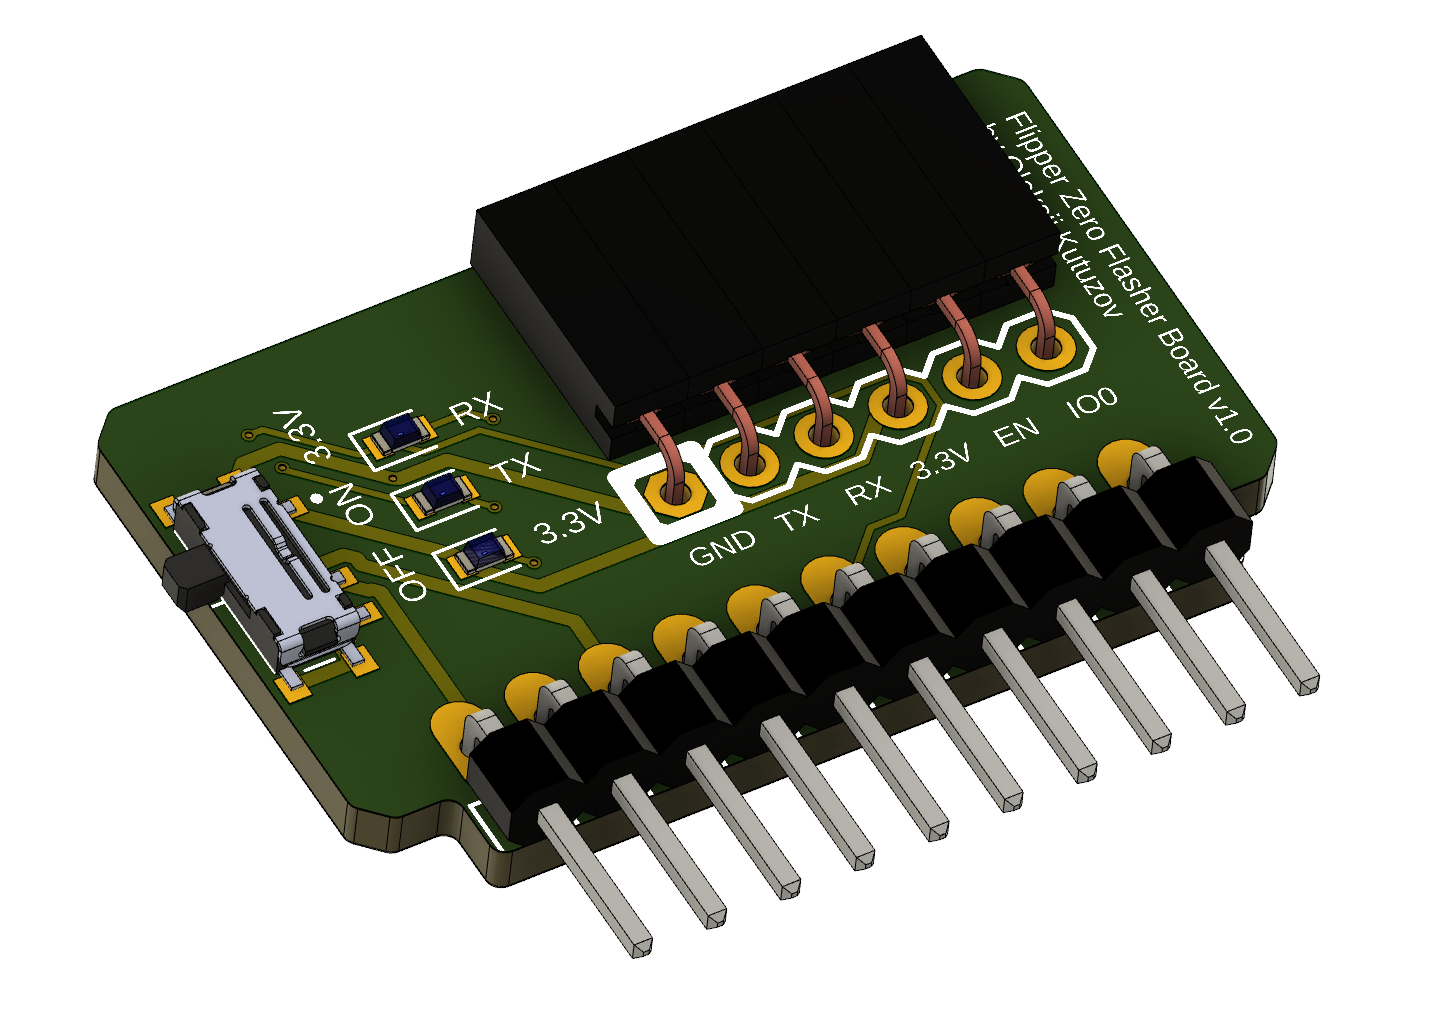 Flipper Zero Flasher Board v1.0
Kutuzov
RX
TX
3.3V
3.3V
ON
OFF
GND
TX
RX
3.3V
EN
IO0